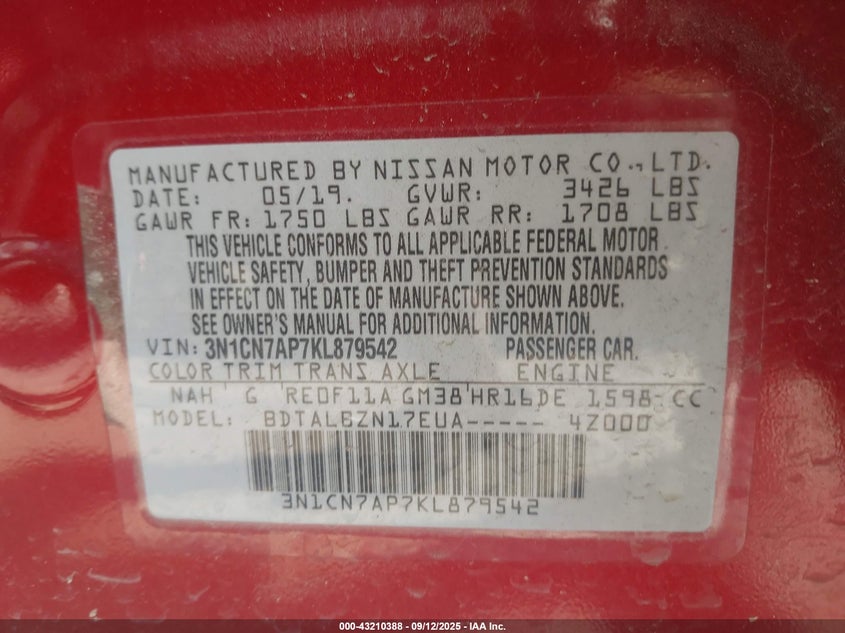 MANUFACTURED BY NISSAN MOTOR CO., LTD.
DATE: 05/19. GVWR: 3426 LBS
GAWR FR: 1750 LBS GAWR RR: 1708 LBS
THIS VEHICLE CONFORMS TO ALL APPLICABLE FEDERAL MOTOR
VEHICLE SAFETY, BUMPER AND THEFT PREVENTION STANDARDS
IN EFFECT ON THE DATE OF MANUFACTURE SHOWN ABOVE.
SEE OWNER'S MANUAL FOR ADDITIONAL INFORMATION.
VIN: 3N1CN7AP7KL879542 PASSENGER CAR.
COLOR TRIM TRANS AXLE ENGINE
NAH G RE0F11A GM38 HR16DE 1598 CC
MODEL: BDTALBZN17EUA----- 4Z000
3N1CN7AP7KL879542
000-43210388 - 09/12/2025 - IAA Inc.